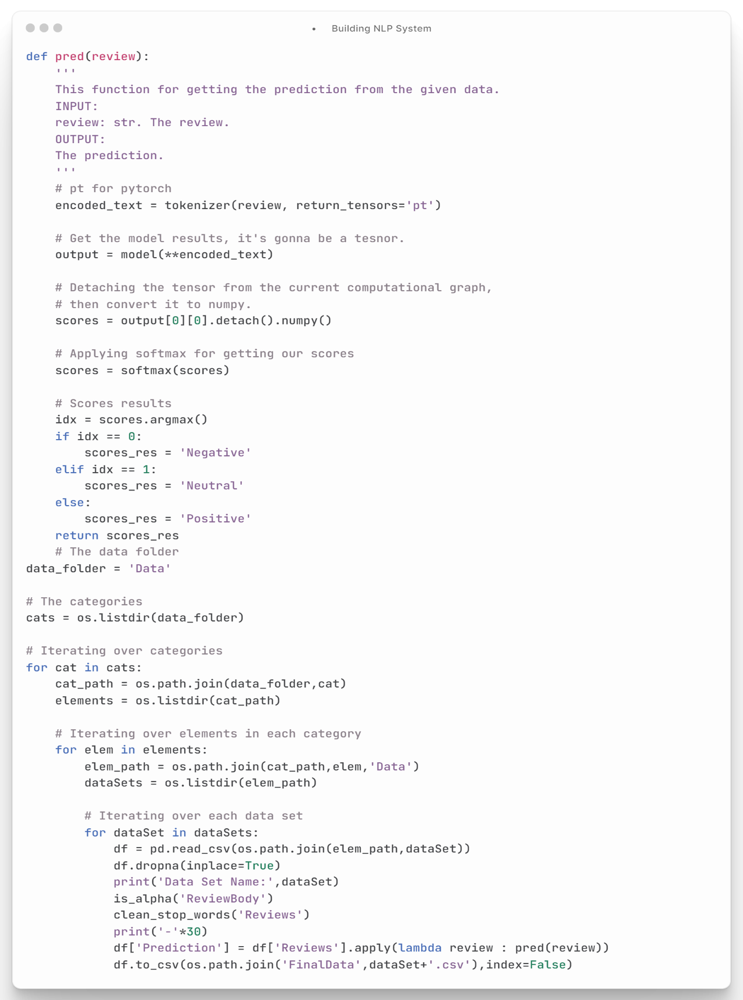 • Building NLP System
def pred(review):
    '''
    This function for getting the prediction from the given data.
    INPUT:
    review: str. The review.
    OUTPUT:
    The prediction.
    '''
    # pt for pytorch
    encoded_text = tokenizer(review, return_tensors='pt')

    # Get the model results, it's gonna be a tesnor.
    output = model(**encoded_text)

    # Detaching the tensor from the current computational graph,
    # then convert it to numpy.
    scores = output[0][0].detach().numpy()

    # Applying softmax for getting our scores
    scores = softmax(scores)

    # Scores results
    idx = scores.argmax()
    if idx == 0:
        scores_res = 'Negative'
    elif idx == 1:
        scores_res = 'Neutral'
    else:
        scores_res = 'Positive'
    return scores_res
    # The data folder
data_folder = 'Data'

# The categories
cats = os.listdir(data_folder)

# Iterating over categories
for cat in cats:
    cat_path = os.path.join(data_folder,cat)
    elements = os.listdir(cat_path)

    # Iterating over elements in each category
    for elem in elements:
        elem_path = os.path.join(cat_path,elem,'Data')
        dataSets = os.listdir(elem_path)

        # Iterating over each data set
        for dataSet in dataSets:
            df = pd.read_csv(os.path.join(elem_path,dataSet))
            df.dropna(inplace=True)
            print('Data Set Name:',dataSet)
            is_alpha('ReviewBody')
            clean_stop_words('Reviews')
            print('-'*30)
            df['Prediction'] = df['Reviews'].apply(lambda review : pred(review))
            df.to_csv(os.path.join('FinalData',dataSet+'.csv'),index=False)